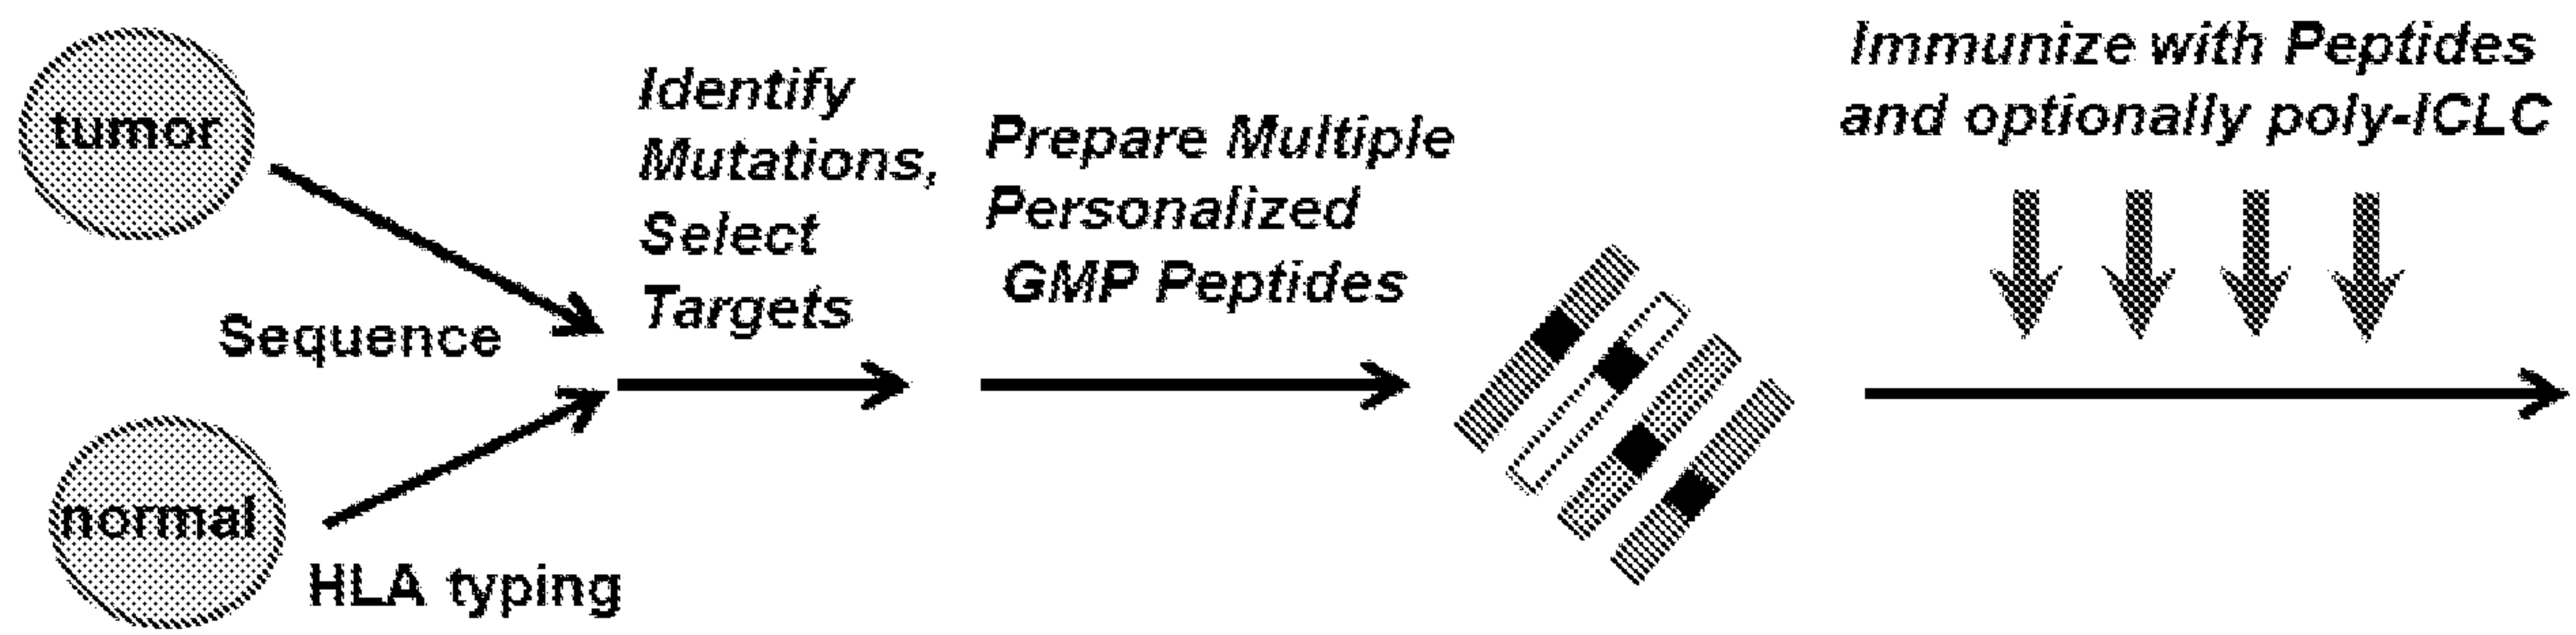 tumor
Sequence
normal
HLA typing
Identify
Mutations,
Select
Targets
Prepare Multiple
Personalized
GMP Peptides
Immunize with Peptides
and optionally poly-ICLC